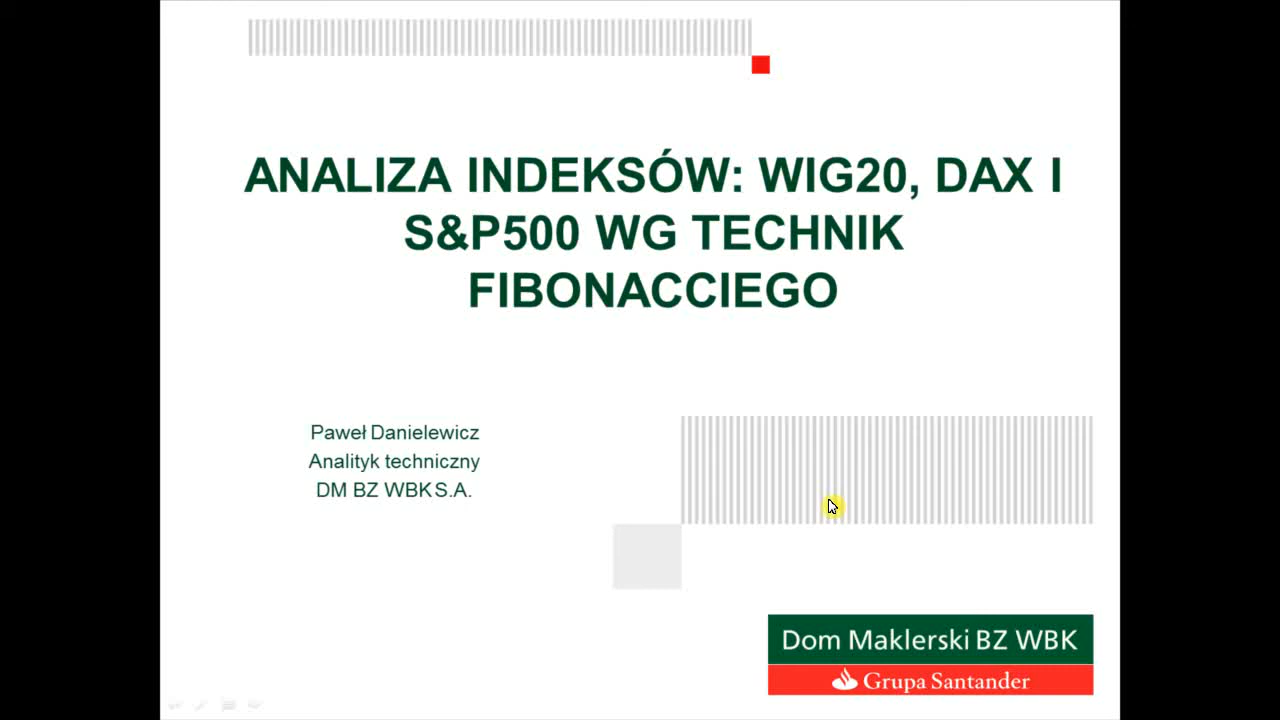 ANALIZA INDEKSÓW: WIG20, DAX I
S&P500 WG TECHNIK
FIBONACCIEGO
Paweł Danielewicz
Analityk techniczny
DM BZ WBK S.A.
Dom Maklerski BZ WBK
Grupa Santander